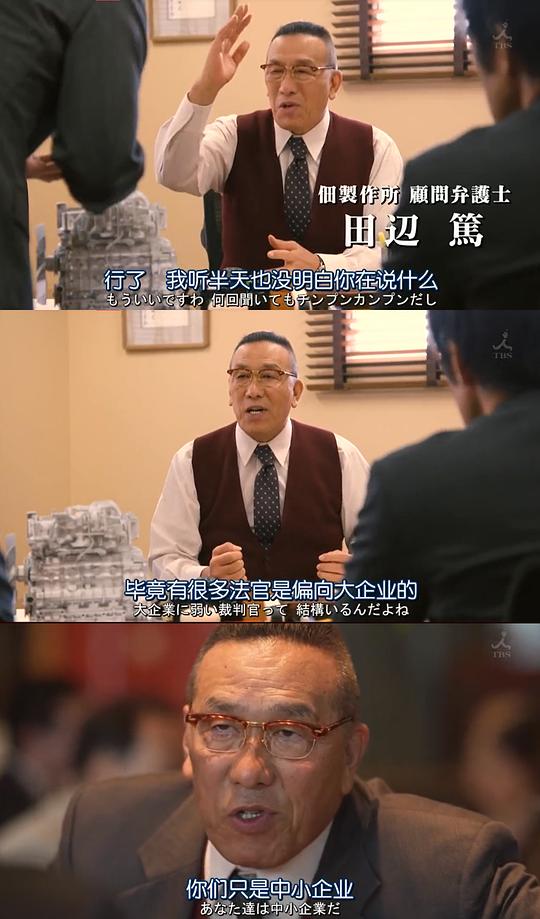 TBS
佃製作所 顧問弁護士
田辺 篤
行了 我听半天也没明白你在说什么
もういいですわ 何回聞いてもチンプンカンプンだし
TBS
毕竟有很多法官是偏向大企业的
大企業に弱い裁判官って 結構いるんだよね
TBS
你们只是中小企业
あなた達は中小企業だ